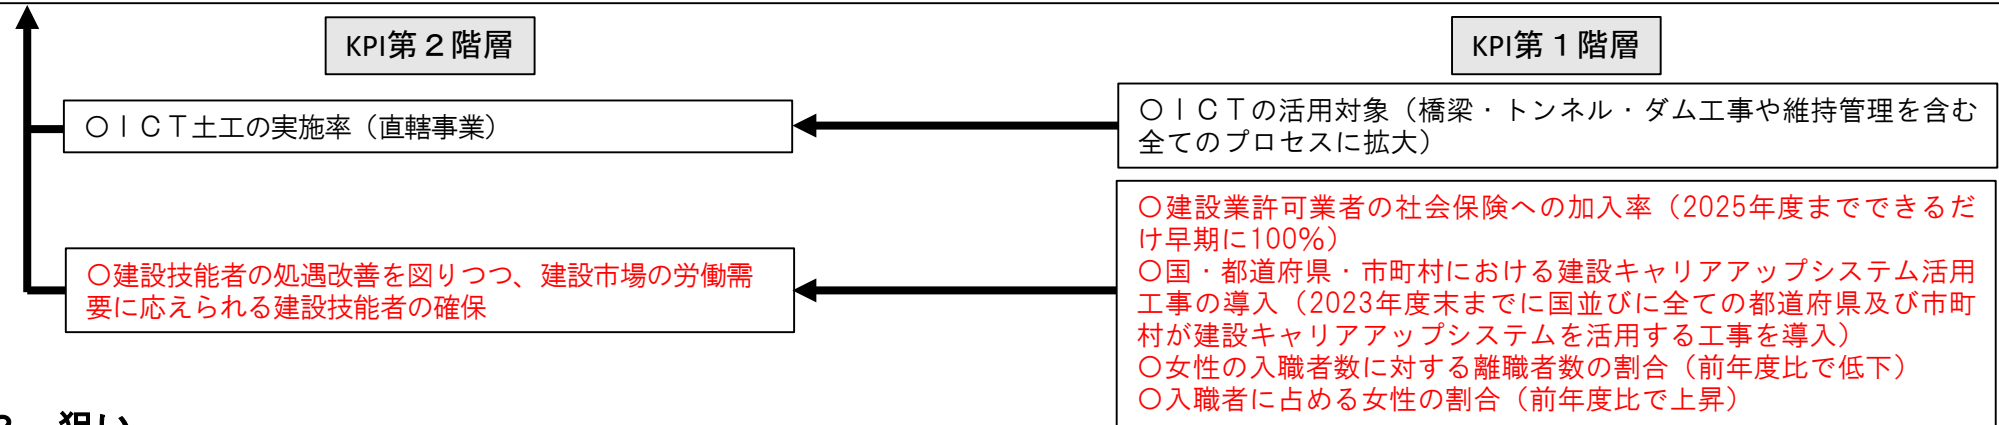 KPI第２階層
KPI第１階層
〇ＩＣＴ土工の実施率（直轄事業）
〇ＩＣＴの活用対象（橋梁・トンネル・ダム工事や維持管理を含む
全てのプロセスに拡大）
〇建設技能者の処遇改善を図りつつ、建設市場の労働需
要に応えられる建設技能者の確保
〇建設業許可業者の社会保険への加入率（2025年度までできるだ
け早期に100%）
〇国・都道府県・市町村における建設キャリアアップシステム活用
工事の導入（2023年度末までに国並びに全ての都道府県及び市町
村が建設キャリアアップシステムを活用する工事を導入）
〇女性の入職者数に対する離職者数の割合（前年度比で低下）
〇入職者に占める女性の割合（前年度比で上昇）
狙い